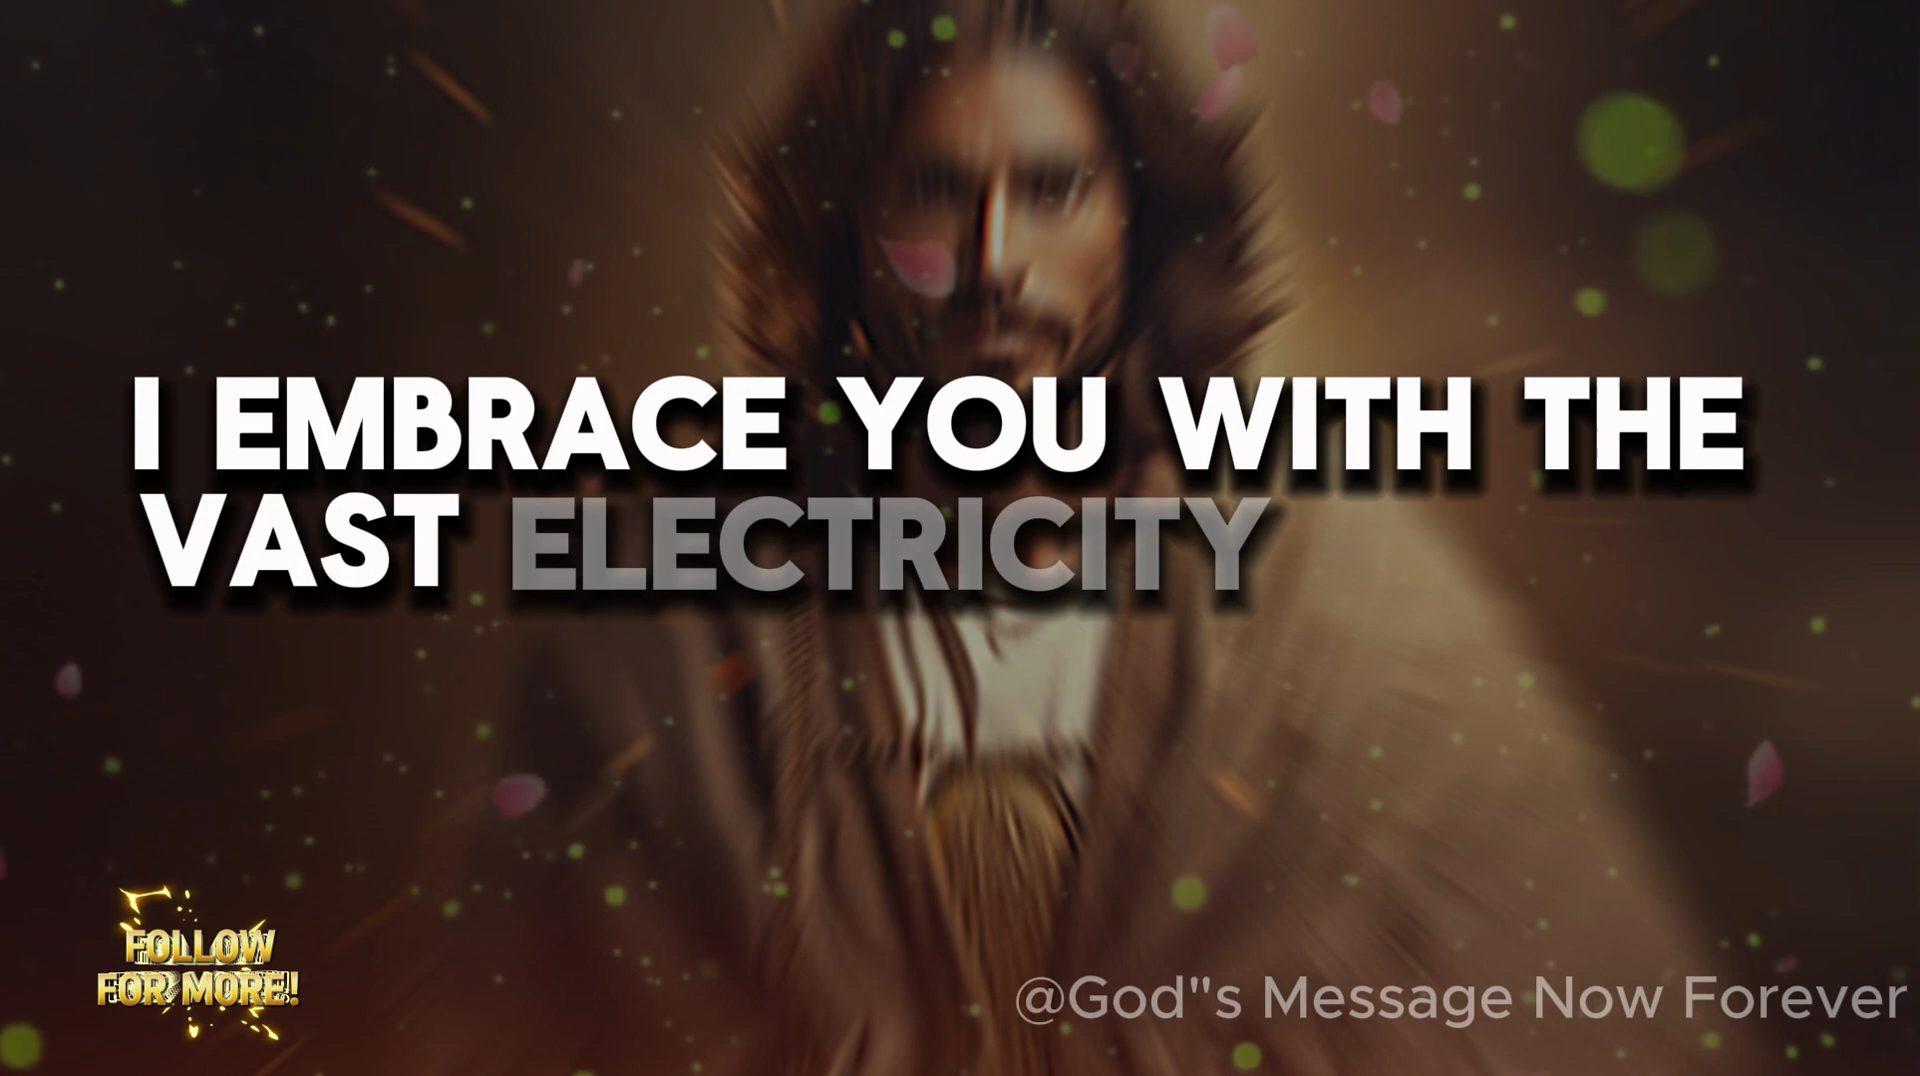 I EMBRACE YOU WITH THE
VAST ELECTRICITY
FOLLOW
FOR MORE!
@God"s Message Now Forever